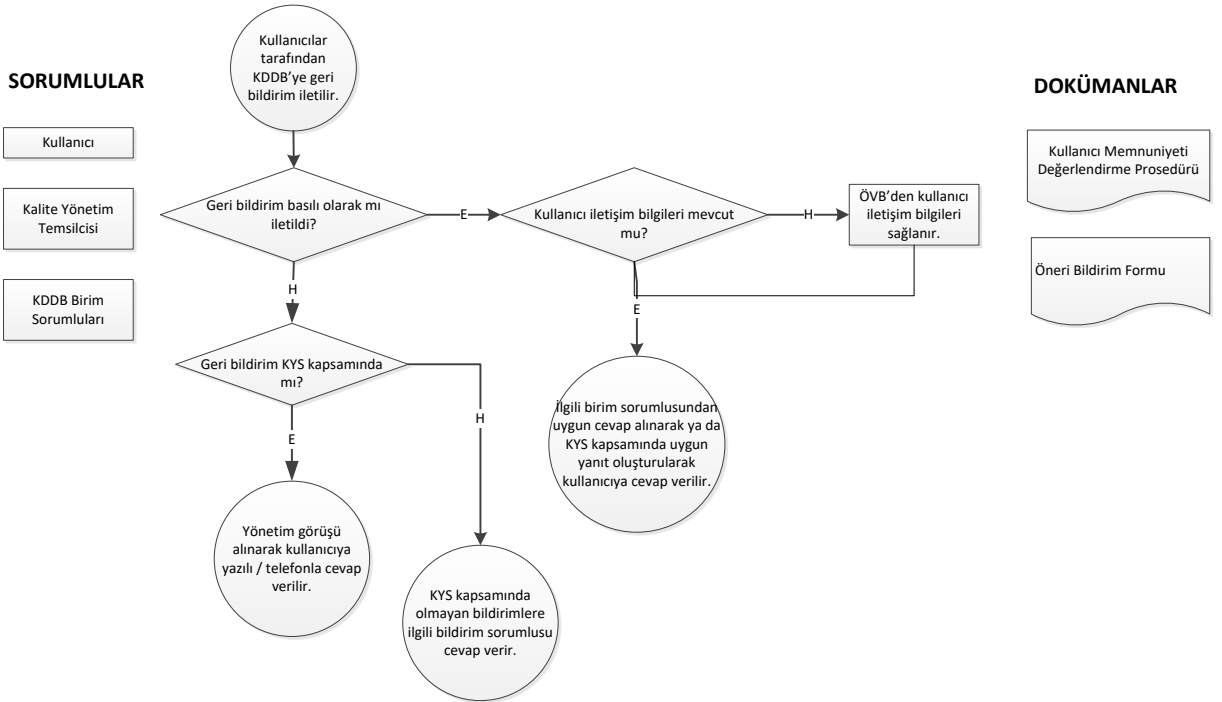 SORUMLULAR
Kullanıcı
Kalite Yönetim
Temsilcisi
KDDB Birim
Sorumluları
Kullanıcılar
tarafından
KDDB’ye geri
bildirim iletilir.
Geri bildirim basılı olarak mı
iletildi?
E
Kullanıcı iletişim bilgileri mevcut
mu?
H
ÖVB’den kullanıcı
iletişim bilgileri
sağlanır.
H
E
Geri bildirim KYS kapsamında
mı?
E
H
İlgili birim sorumlusundan
uygun cevap alınarak ya da
KYS kapsamında uygun
yanıt oluşturularak
kullanıcıya cevap verilir.
Yönetim görüşü
alınarak kullanıcıya
yazılı / telefonla cevap
verilir.
KYS kapsamında
olmayan bildirimlere
ilgili bildirim sorumlusu
cevap verir.
DOKÜMANLAR
Kullanıcı Memnuniyeti
Değerlendirme Prosedürü
Öneri Bildirim Formu